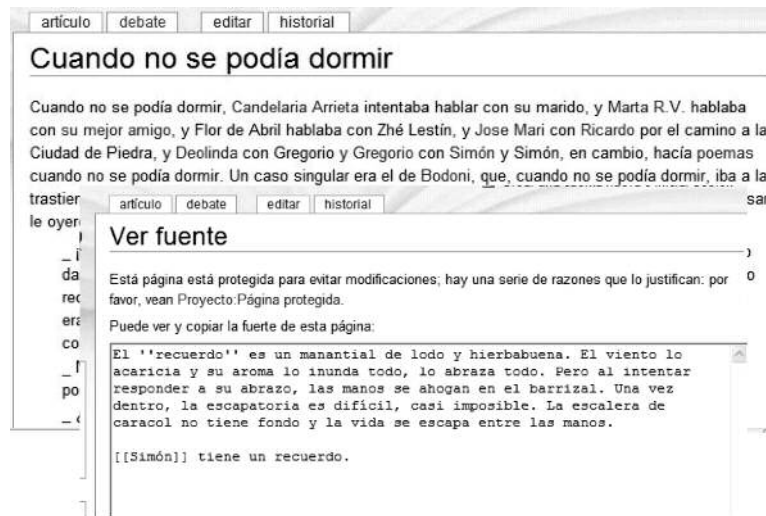 artículo debate editar historial
Cuando no se podía dormir
Cuando no se podía dormir, Candelaria Arrieta intentaba hablar con su marido, y Marta R.V. hablaba
con su mejor amigo, y Flor de Abril hablaba con Zhé Lestín, y Jose Mari con Ricardo por el camino a la
Ciudad de Piedra, y Deolinda con Gregorio y Gregorio con Simón y Simón, en cambio, hacía poemas
cuando no se podía dormir. Un caso singular era el de Bodoni, que, cuando no se podía dormir, iba a la
le oyer
da
rec
era
co
po
artículo debate editar historial
Ver fuente
Está página está protegida para evitar modificaciones; hay una serie de razones que lo justifican: por
favor, vean Proyecto:Página protegida.
Puede ver y copiar la fuerte de esta página:
El ''recuerdo'' es un manantial de lodo y hierbabuena. El viento lo
acaricia y su aroma lo inunda todo, lo abraza todo. Pero al intentar
responder a su abrazo, las manos se ahogan en el barrizal. Una vez
dentro, la escapatoria es difícil, casi imposible. La escalera de
caracol no tiene fondo y la vida se escapa entre las manos.
[[Simón]] tiene un recuerdo.